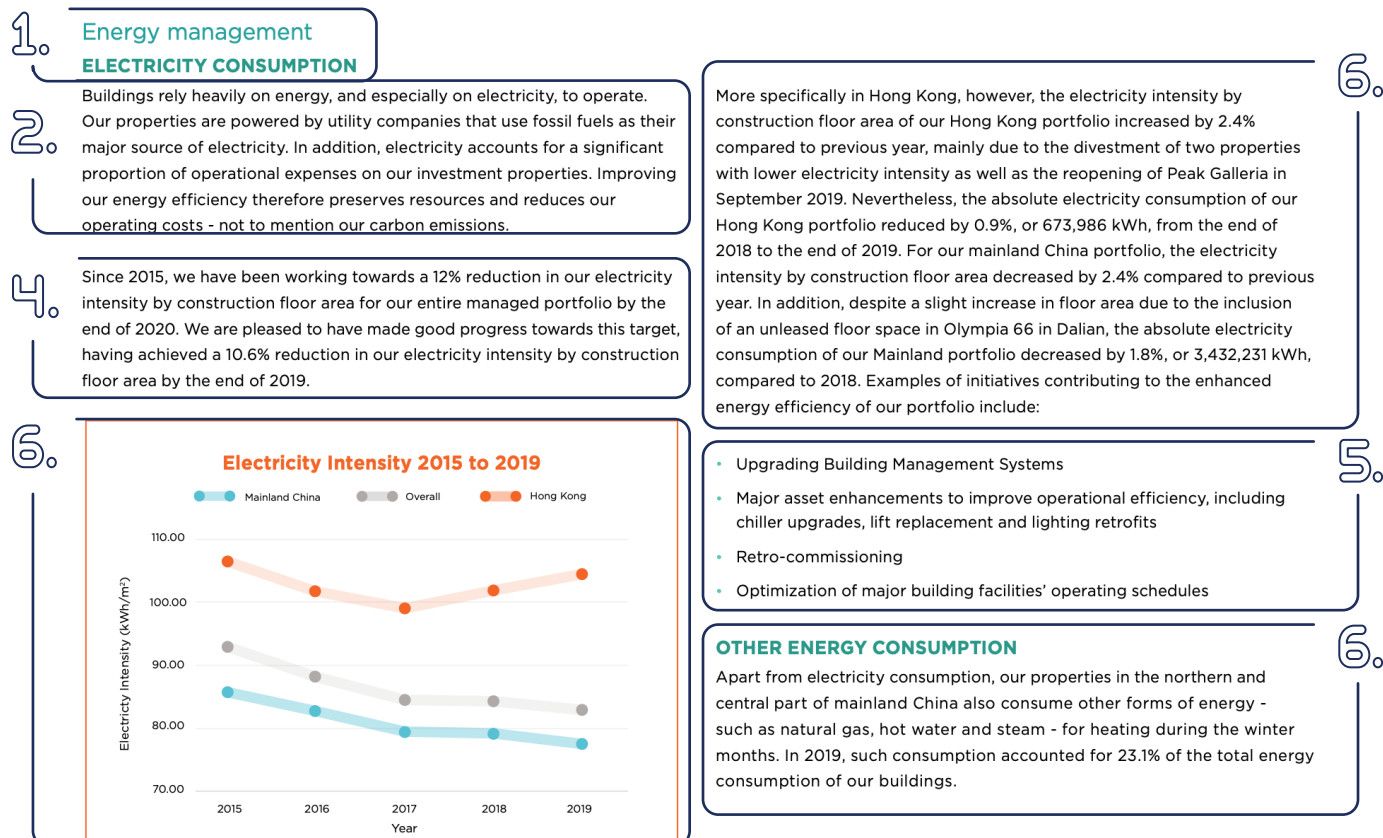 1.
Energy management
ELECTRICITY CONSUMPTION
2.
Buildings rely heavily on energy, and especially on electricity, to operate.
Our properties are powered by utility companies that use fossil fuels as their
major source of electricity. In addition, electricity accounts for a significant
proportion of operational expenses on our investment properties. Improving
our energy efficiency therefore preserves resources and reduces our
operating costs - not to mention our carbon emissions.
4.
Since 2015, we have been working towards a 12% reduction in our electricity
intensity by construction floor area for our entire managed portfolio by the
end of 2020. We are pleased to have made good progress towards this target,
having achieved a 10.6% reduction in our electricity intensity by construction
floor area by the end of 2019.
6.
Electricity Intensity 2015 to 2019
Mainland China Overall Hong Kong
Electricty Intensity (kWh/m²)
110.00
100.00
90.00
80.00
70.00
2015 2016 2017 2018 2019
Year
6.
More specifically in Hong Kong, however, the electricity intensity by
construction floor area of our Hong Kong portfolio increased by 2.4%
compared to previous year, mainly due to the divestment of two properties
with lower electricity intensity as well as the reopening of Peak Galleria in
September 2019. Nevertheless, the absolute electricity consumption of our
Hong Kong portfolio reduced by 0.9%, or 673,986 kWh, from the end of
2018 to the end of 2019. For our mainland China portfolio, the electricity
intensity by construction floor area decreased by 2.4% compared to previous
year. In addition, despite a slight increase in floor area due to the inclusion
of an unleased floor space in Olympia 66 in Dalian, the absolute electricity
consumption of our Mainland portfolio decreased by 1.8%, or 3,432,231 kWh,
compared to 2018. Examples of initiatives contributing to the enhanced
energy efficiency of our portfolio include:
5.
• Upgrading Building Management Systems
• Major asset enhancements to improve operational efficiency, including
chiller upgrades, lift replacement and lighting retrofits
• Retro-commissioning
• Optimization of major building facilities' operating schedules
6.
OTHER ENERGY CONSUMPTION
Apart from electricity consumption, our properties in the northern and
central part of mainland China also consume other forms of energy -
such as natural gas, hot water and steam - for heating during the winter
months. In 2019, such consumption accounted for 23.1% of the total energy
consumption of our buildings.